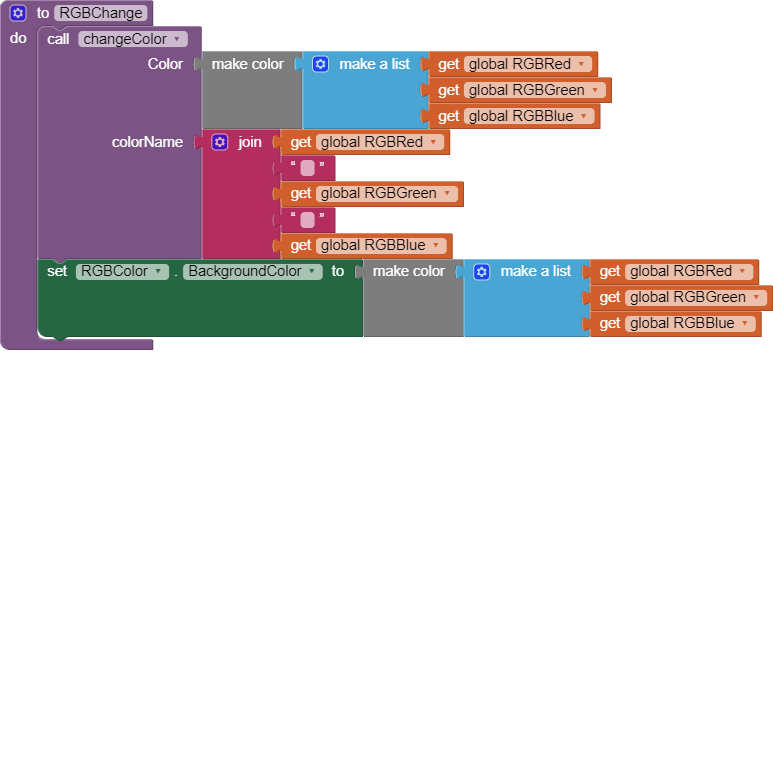 to RGBChange
do call changeColor
Color make color make a list get global RGBRed
get global RGBGreen
get global RGBBlue
colorName join get global RGBRed
“ ”
get global RGBGreen
“ ”
get global RGBBlue
set RGBColor . BackgroundColor to make color make a list get global RGBRed
get global RGBGreen
get global RGBBlue